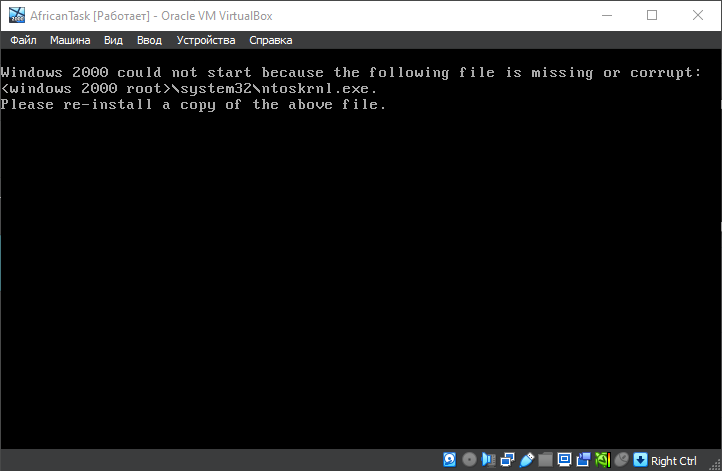 AfricanTask [Работает] - Oracle VM VirtualBox
Файл Машина Вид Ввод Устройства Справка
Windows 2000 could not start because the following file is missing or corrupt:
<windows 2000 root>\system32\ntoskrnl.exe.
Please re-install a copy of the above file.
Right Ctrl